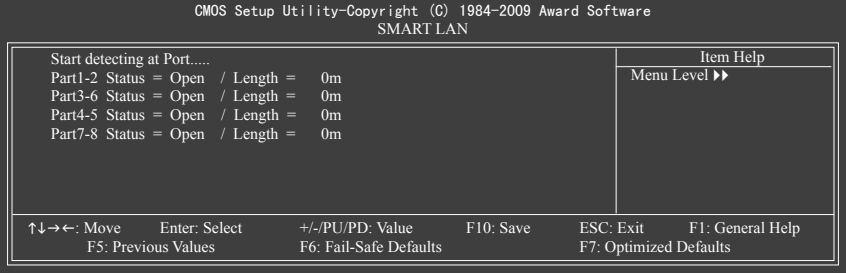 CMOS Setup Utility-Copyright (C) 1984-2009 Award Software
SMART LAN
Start detecting at Port.....
Part1-2 Status = Open / Length = 0m
Part3-6 Status = Open / Length = 0m
Part4-5 Status = Open / Length = 0m
Part7-8 Status = Open / Length = 0m
Item Help
Menu Level ▸▸
↑↓→←: Move Enter: Select +/-/PU/PD: Value F10: Save ESC: Exit F1: General Help
F5: Previous Values F6: Fail-Safe Defaults F7: Optimized Defaults